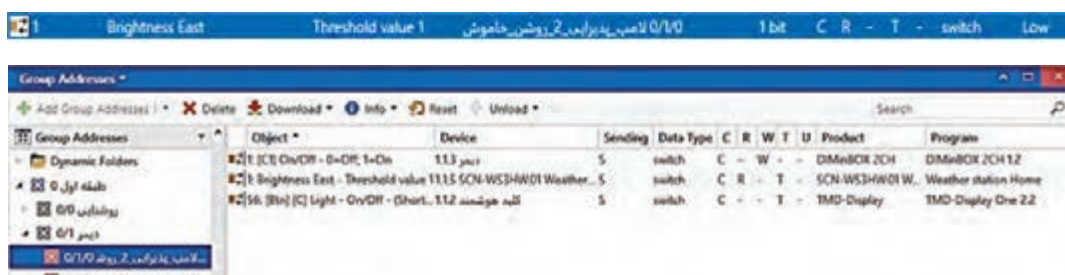 1 Brightness East Threshold value 1 0/1/0 لامپ_پذیرایی_2_روشن_خاموش 1 bit C R - T - switch Low
Group Addresses
Add Group Addresses Delete Download Info Reset Unload Search
Group Addresses Object Device Sending Data Type C R W T U Product Program
Dynamic Folders 1: [C1] On/Off - 0=Off, 1=On 1.1.3 دیمر S switch C - W - - DIMinBOX 2CH DIMinBOX 2CH 1.2
0 طبقه اول 1: Brightness East - Threshold value 1 1.1.5 SCN-WS3HW.01 Weather... S switch C R - T - SCN-WS3HW.01 W... Weather station Home
0/0 روشنایی 56: [Btn] [C] Light - On/Off - (Short... 1.1.2 کلید هوشمند S switch C - - T - TMD-Display TMD-Display One 2.2
0/1 دیمر
0/1/0 لامپ_پذیرایی_2_روشـ...